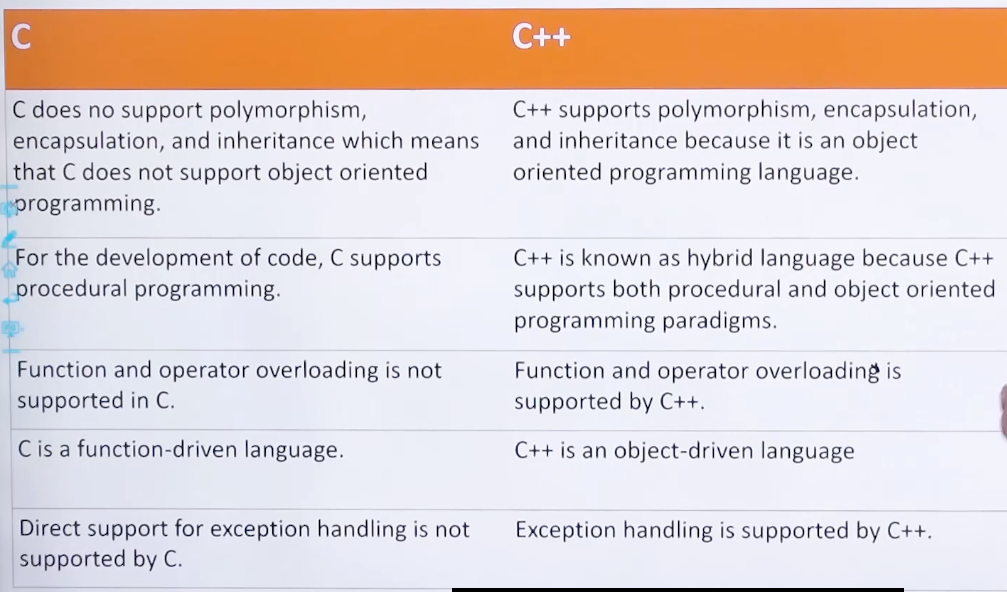 C
C++
C does no support polymorphism,
encapsulation, and inheritance which means
that C does not support object oriented
programming.
C++ supports polymorphism, encapsulation,
and inheritance because it is an object
oriented programming language.
For the development of code, C supports
procedural programming.
C++ is known as hybrid language because C++
supports both procedural and object oriented
programming paradigms.
Function and operator overloading is not
supported in C.
Function and operator overloading is
supported by C++.
C is a function-driven language.
C++ is an object-driven language
Direct support for exception handling is not
supported by C.
Exception handling is supported by C++.